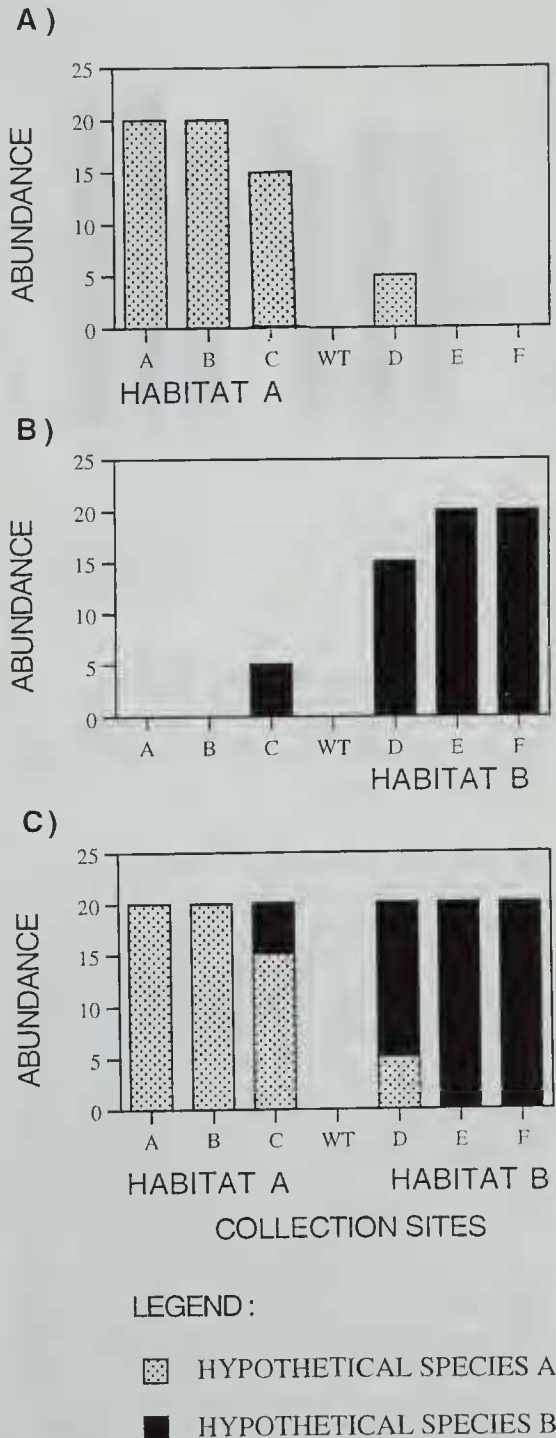 A)
ABUNDANCE
25
20
15
10
5
0
A B C WT D E F
HABITAT A
B)
ABUNDANCE
25
20
15
10
5
0
A B C WT D E F
HABITAT B
C)
ABUNDANCE
25
20
15
10
5
0
A B C WT D E F
HABITAT A HABITAT B
COLLECTION SITES
LEGEND:
HYPOTHETICAL SPECIES A
HYPOTHETICAL SPECIES B